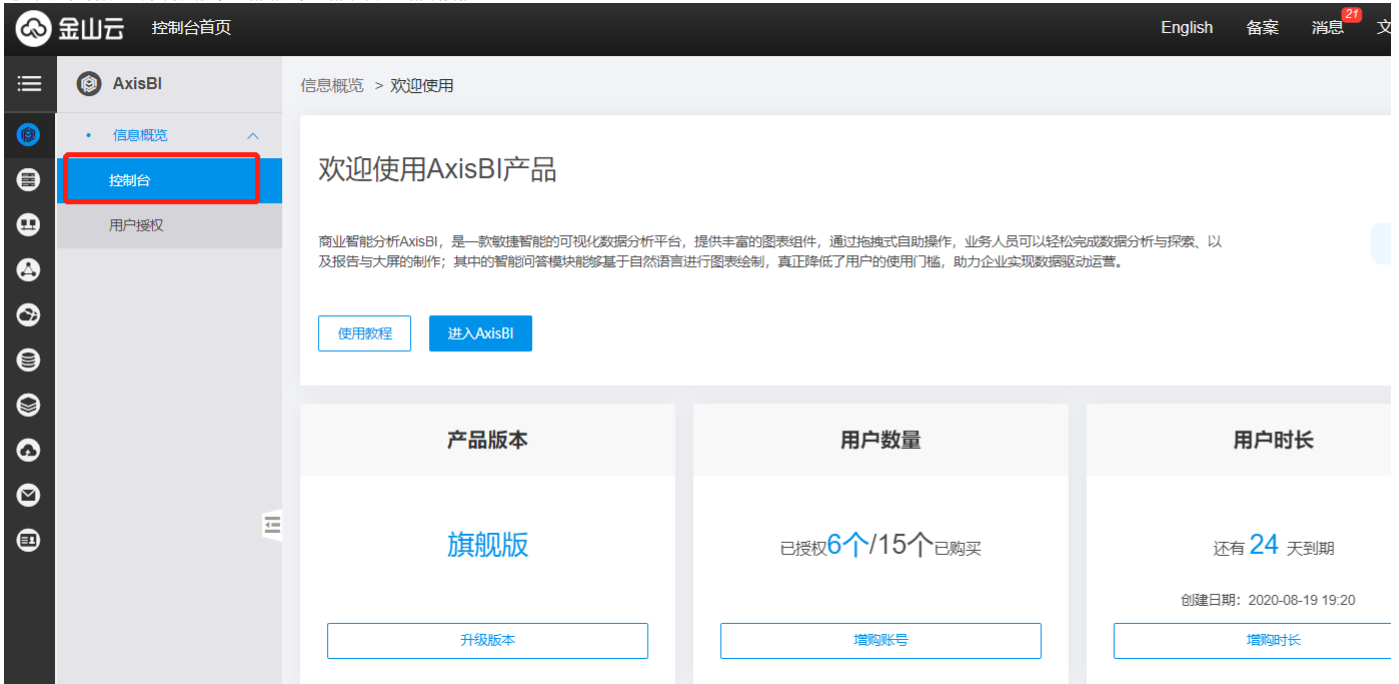 金山云 控制台首页 English 备案 消息 21
AxisBI
信息概览 > 欢迎使用
信息概览
控制台
用户授权
欢迎使用AxisBI产品
商业智能分析AxisBI，是一款敏捷智能的可视化数据分析平台，提供丰富的图表组件，通过拖拽式自助操作，业务人员可以轻松完成数据分析与探索、以
及报告与大屏的制作；其中的智能问答模块能够基于自然语言进行图表绘制，真正降低了用户的使用门槛，助力企业实现数据驱动运营。
使用教程 进入AxisBI
产品版本 用户数量 用户时长
旗舰版 已授权6个/15个已购买 还有 24 天到期
创建日期：2020-08-19 19:20
升级版本 增购账号 增购时长